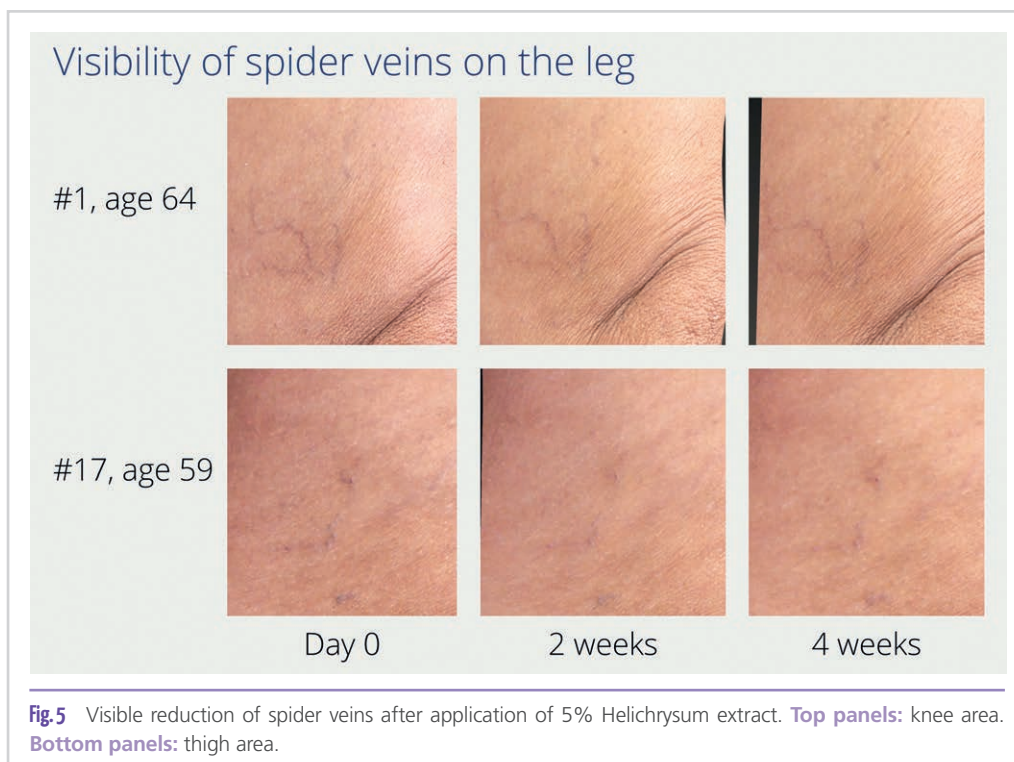 Visibility of spider veins on the leg
#1, age 64
#17, age 59
Day 0
2 weeks
4 weeks
Fig.5 Visible reduction of spider veins after application of 5% Helichrysum extract. Top panels: knee area.
Bottom panels: thigh area.